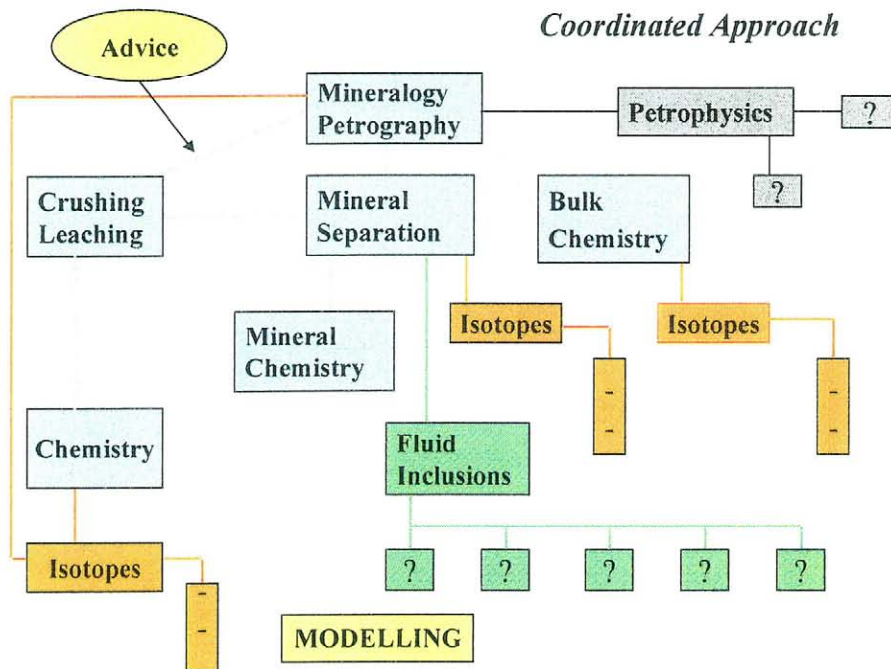 Coordinated Approach
Advice
Mineralogy
Petrography
Petrophysics
?
?
Crushing
Leaching
Mineral
Separation
Bulk
Chemistry
Isotopes
Isotopes
Mineral
Chemistry
-
-
-
-
Chemistry
Fluid
Inclusions
Isotopes
?
?
?
?
?
-
-
MODELLING